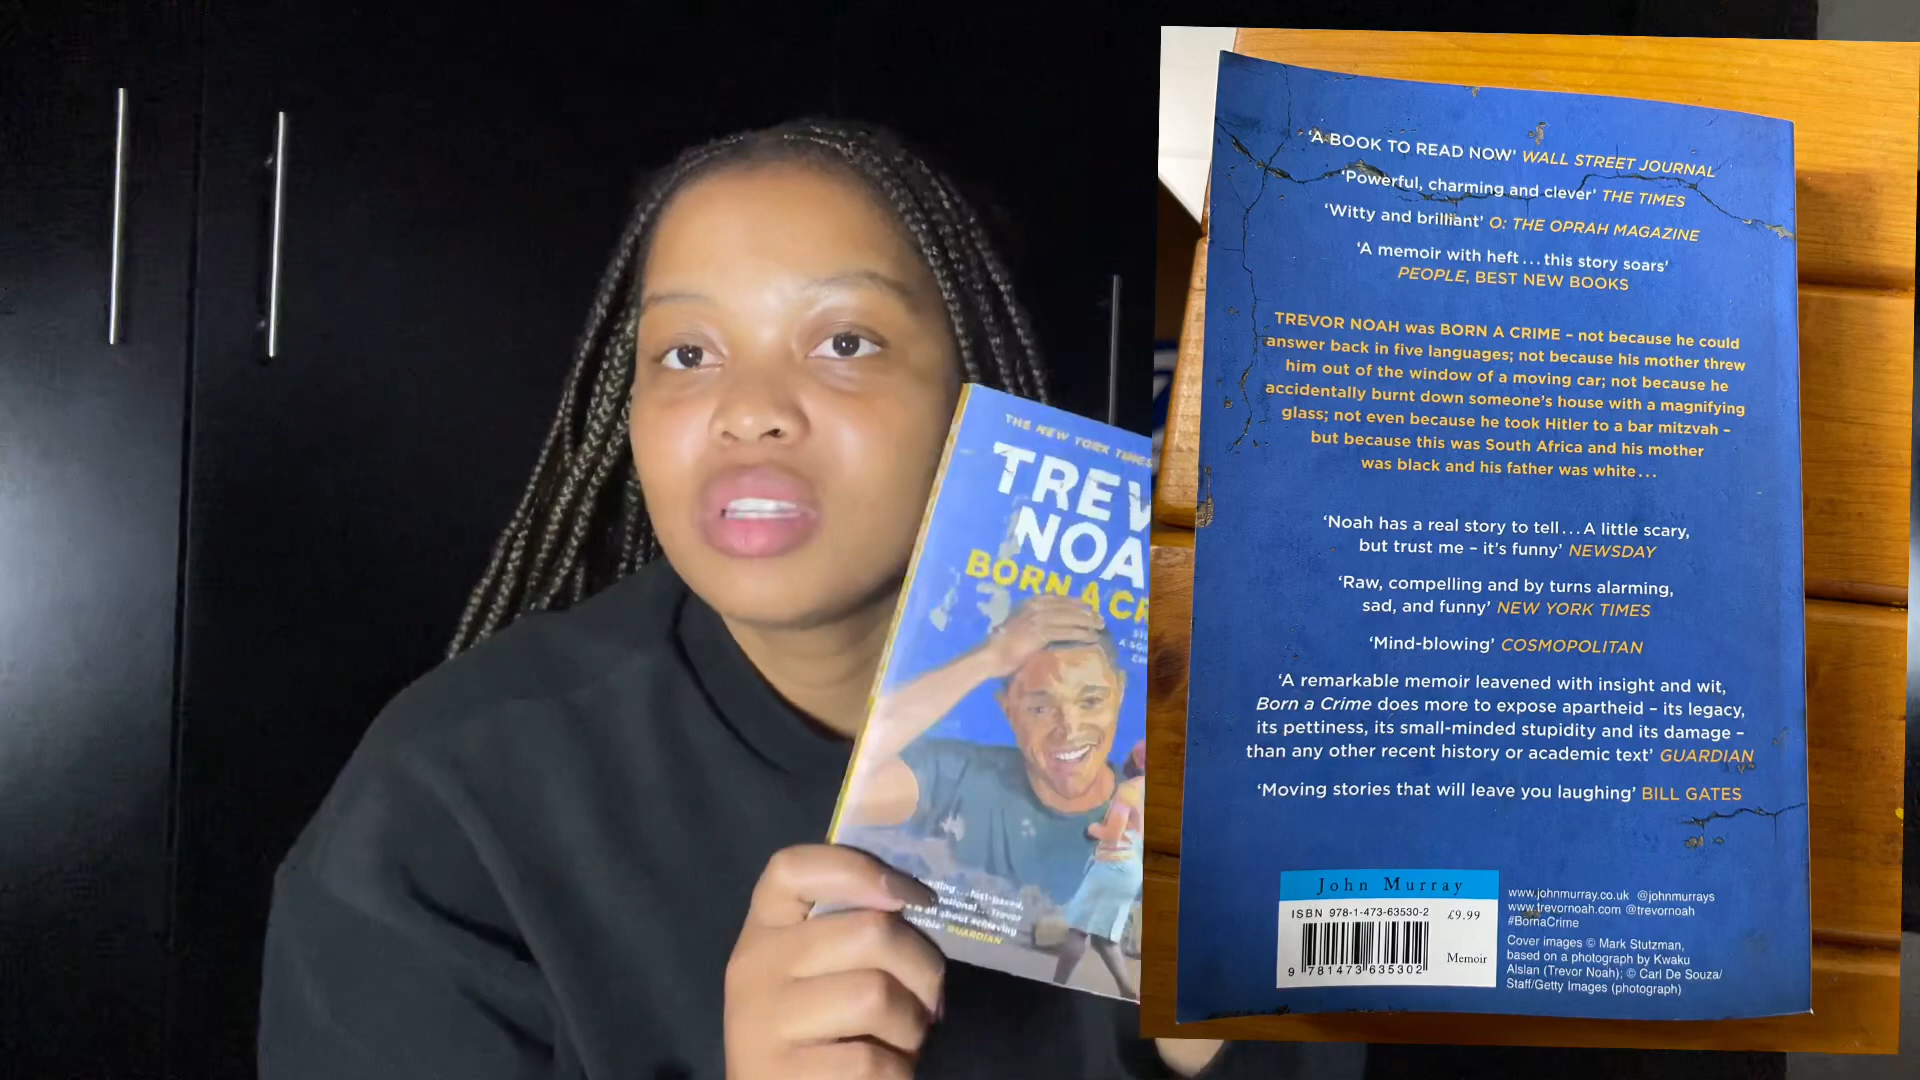 THE NEW YORK TIMES
TREV
NOA
BORN A CR
fast-paced,
Trevor
is all about achieving
GUARDIAN
‘A BOOK TO READ NOW’ WALL STREET JOURNAL
‘Powerful, charming and clever’ THE TIMES
‘Witty and brilliant’ O: THE OPRAH MAGAZINE
‘A memoir with heft...this story soars’
PEOPLE, BEST NEW BOOKS
TREVOR NOAH was BORN A CRIME – not because he could
answer back in five languages; not because his mother threw
him out of the window of a moving car; not because he
accidentally burnt down someone’s house with a magnifying
glass; not even because he took Hitler to a bar mitzvah –
but because this was South Africa and his mother
was black and his father was white...
‘Noah has a real story to tell...A little scary,
but trust me – it’s funny’ NEWSDAY
‘Raw, compelling and by turns alarming,
sad, and funny’ NEW YORK TIMES
‘Mind-blowing’ COSMOPOLITAN
‘A remarkable memoir leavened with insight and wit,
Born a Crime does more to expose apartheid – its legacy,
its pettiness, its small-minded stupidity and its damage –
than any other recent history or academic text’ GUARDIAN
‘Moving stories that will leave you laughing’ BILL GATES
John Murray
ISBN 978-1-473-63530-2 £9.99
9 781473 635302
Memoir
www.johnmurray.co.uk @johnmurrays
www.trevornoah.com @trevornoah
#BornaCrime
Cover images © Mark Stutzman,
based on a photograph by Kwaku
Alslan (Trevor Noah); © Carl De Souza/
Staff/Getty Images (photograph)